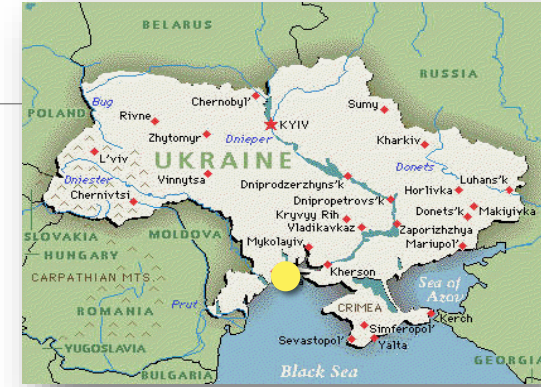 BELARUS
RUSSIA
POLAND
Bug
Chernobyl'
Sumy
Rivne
KYIV
Zhytomyr
Dnieper
Kharkiv
L'viv
UKRAINE
Donets
Dniester
Vinnytsa
Dniprodzerzhyns'k
Horlivka
Luhans'k
Chernivtsi
Dnipropetrovs'k
Kryvyy Rih
Donets'k
Makiyivka
Vladikavkaz
Zaporizhzhya
SLOVAKIA
MOLDOVA
Mykolayiv
Mariupol'
HUNGARY
Kherson
CARPATHIAN MTS.
Sea of
Azov
Prut
CRIMEA
ROMANIA
Kerch
Simferopol'
YUGOSLAVIA
Sevastopol'
Yalta
GEORGIA
BULGARIA
Black Sea